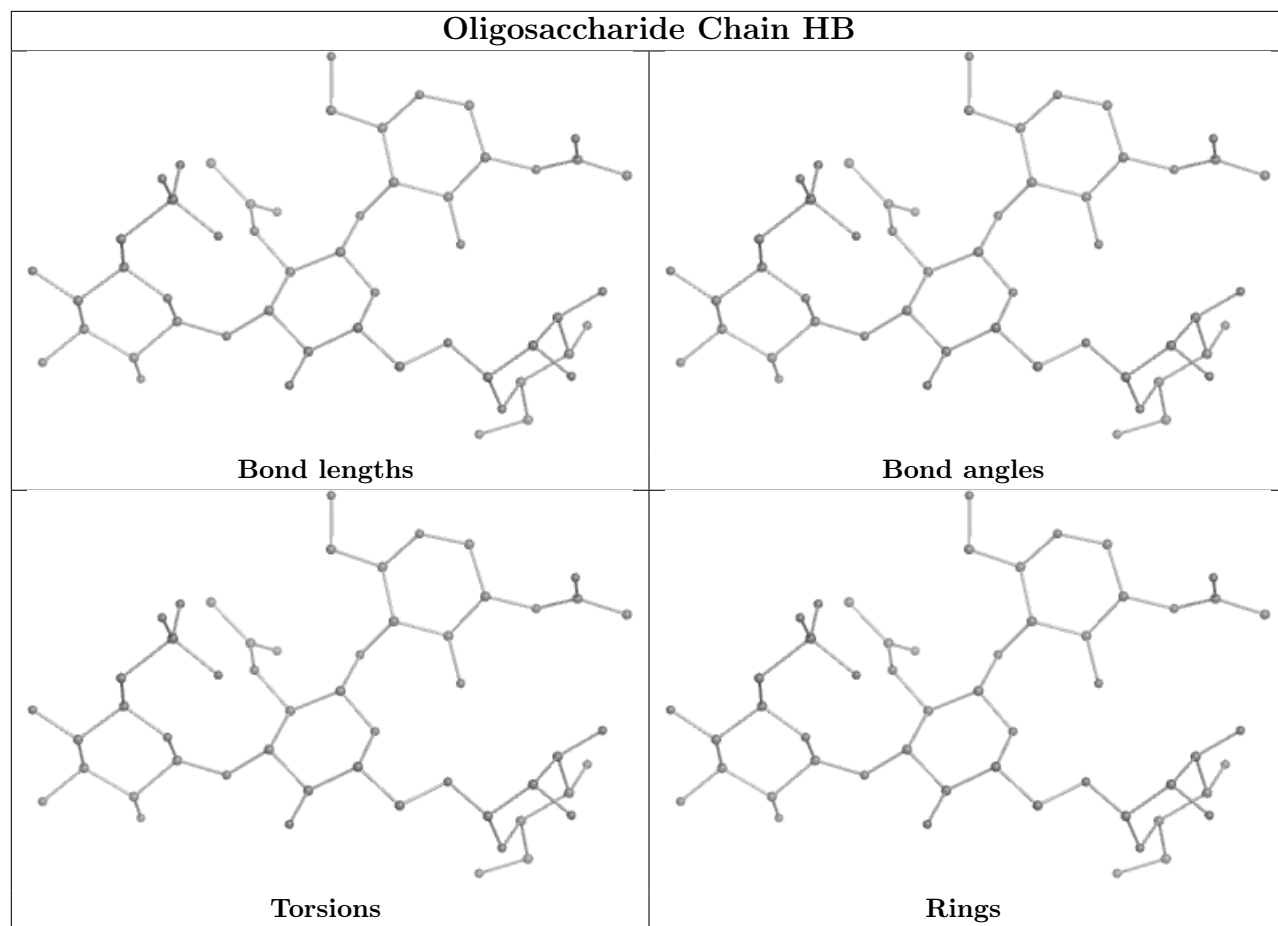 Oligosaccharide Chain HB
Bond lengths
Bond angles
Torsions
Rings